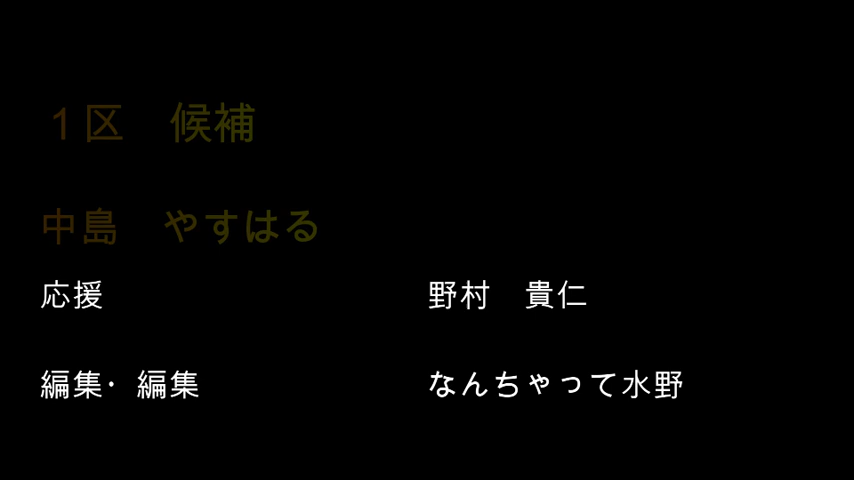 １区　候補
中島　やすはる
応援　野村　貴仁
編集・編集　なんちゃって水野